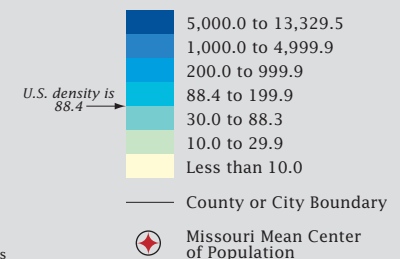 5,000.0 to 13,329.5
1,000.0 to 4,999.9
200.0 to 999.9
U.S. density is
88.4
88.4 to 199.9
30.0 to 88.3
10.0 to 29.9
Less than 10.0
County or City Boundary
Missouri Mean Center
of Population
s